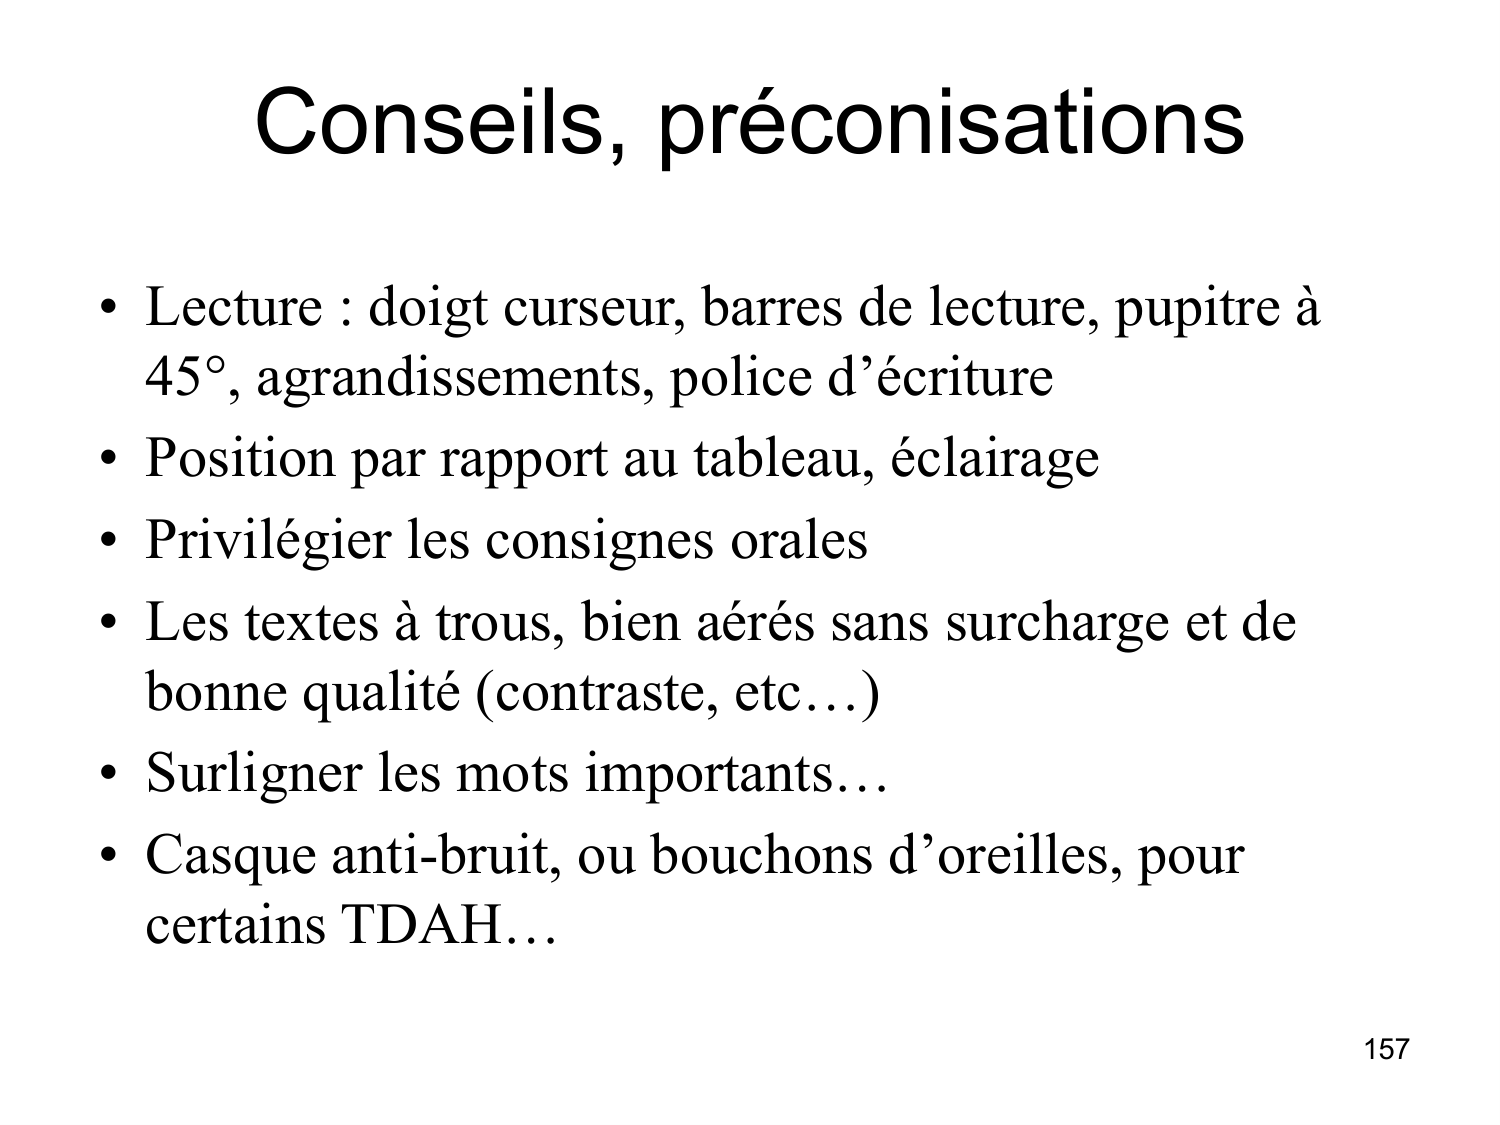 Conseils, préconisations
• Lecture : doigt curseur, barres de lecture, pupitre à
45°, agrandissements, police d’écriture
• Position par rapport au tableau, éclairage
• Privilégier les consignes orales
• Les textes à trous, bien aérés sans surcharge et de
bonne qualité (contraste, etc…)
• Surligner les mots importants…
• Casque anti-bruit, ou bouchons d’oreilles, pour
certains TDAH…
157